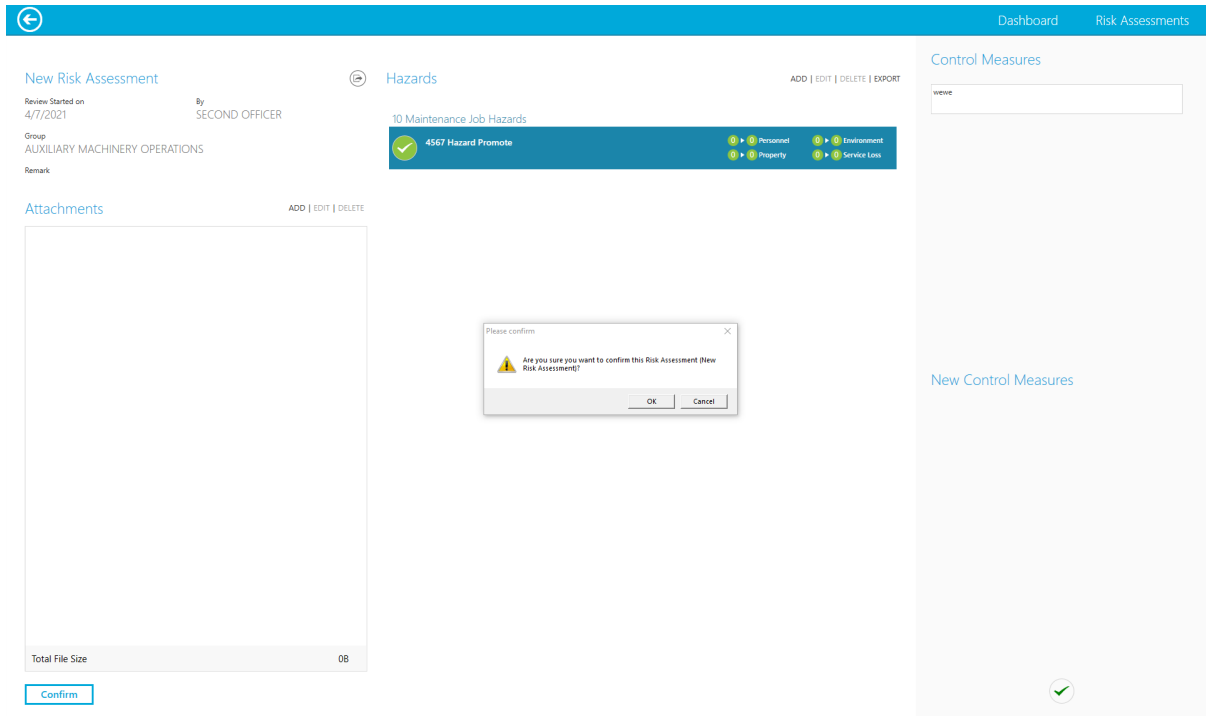 Dashboard Risk Assessments
New Risk Assessment
Review Started on By
4/7/2021 SECOND OFFICER
Group
AUXILIARY MACHINERY OPERATIONS
Remark
Attachments ADD | EDIT | DELETE
Total File Size 0B
Confirm
Hazards ADD | EDIT | DELETE | EXPORT
10 Maintenance Job Hazards
4567 Hazard Promote 0 0 Personnel 0 0 Environment
0 0 Property 0 0 Service Loss
Please confirm
Are you sure you want to confirm this Risk Assessment (New
Risk Assessment)?
OK Cancel
Control Measures
wewe
New Control Measures